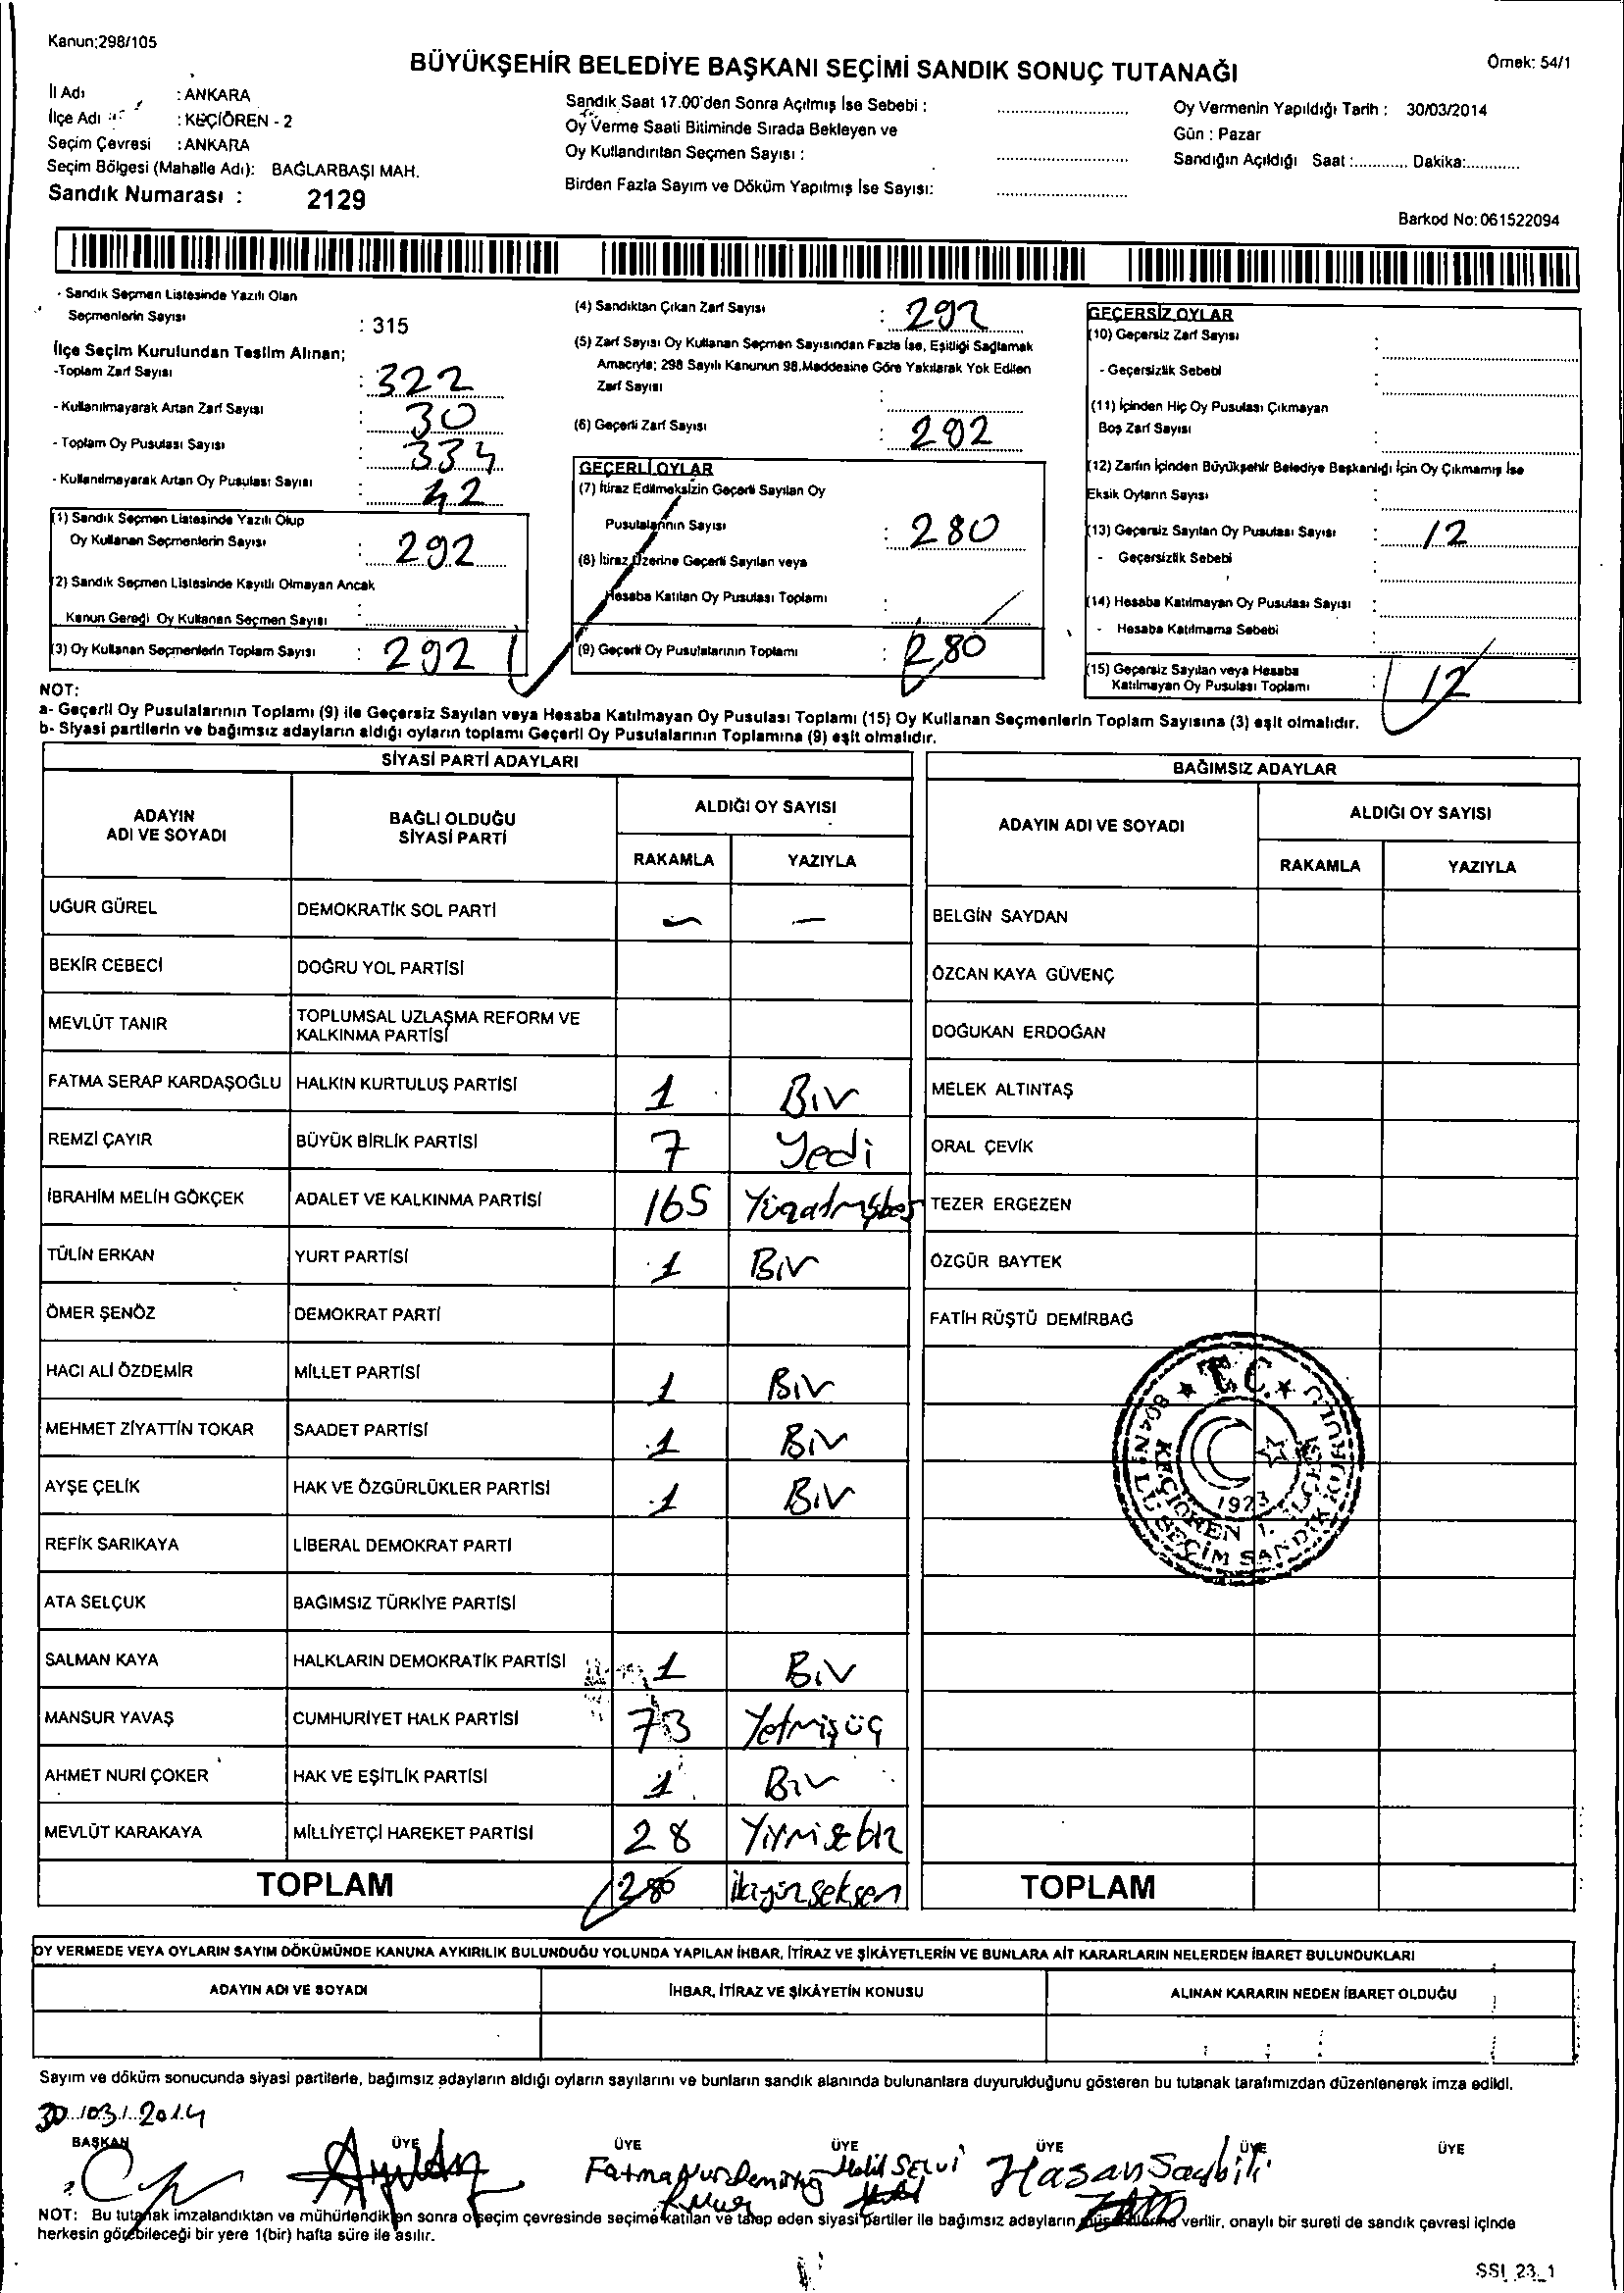 Kanun;298/105
BÜYÜKŞEHİR BELEDİYE BAŞKANI SEÇİMİ SANDIK SONUÇ TUTANAĞI
Örnek: 54/1
İl Adı : ANKARA
İlçe Adı : KEÇİÖREN - 2
Seçim Çevresi : ANKARA
Seçim Bölgesi (Mahalle Adı): BAĞLARBAŞI MAH.
Sandık Numarası : 2129
Sandık Saat 17.00'den Sonra Açılmış İse Sebebi :
Oy Verme Saati Bitiminde Sırada Bekleyen ve
Oy Kullandırılan Seçmen Sayısı :
Birden Fazla Sayım ve Döküm Yapılmış İse Sayısı:
Oy Vermenin Yapıldığı Tarih : 30/03/2014
Gün : Pazar
Sandığın Açıldığı Saat :............ Dakika:............
Barkod No:061522094
- Sandık Seçmen Listesinde Yazılı Olan
Seçmenlerin Sayısı : 315
İlçe Seçim Kurulundan Teslim Alınan;
-Toplam Zarf Sayısı : 322
- Kullanılmayarak Artan Zarf Sayısı : 30
- Toplam Oy Pusulası Sayısı : 334
- Kullanılmayarak Artan Oy Pusulası Sayısı : 42
(1) Sandık Seçmen Listesinde Yazılı Olup
Oy Kullanan Seçmenlerin Sayısı : 292
(2) Sandık Seçmen Listesinde Kayıtlı Olmayan Ancak
Kanun Gereği Oy Kullanan Seçmen Sayısı :
(3) Oy Kullanan Seçmenlerin Toplam Sayısı : 292
(4) Sandıktan Çıkan Zarf Sayısı : 292
(5) Zarf Sayısı Oy Kullanan Seçmen Sayısından Fazla İse, Eşitliği Sağlamak
Amacıyla; 298 Sayılı Kanunun 98.Maddesine Göre Yakılarak Yok Edilen
Zarf Sayısı :
(6) Geçerli Zarf Sayısı : 292
GEÇERLİ OYLAR
(7) İtiraz Edilmeksizin Geçerli Sayılan Oy
Pusulalarının Sayısı : 280
(8) İtiraz Üzerine Geçerli Sayılan veya
Hesaba Katılan Oy Pusulası Toplamı :
(9) Geçerli Oy Pusulalarının Toplamı : 280
GEÇERSİZ OYLAR
(10) Geçersiz Zarf Sayısı :
- Geçersizlik Sebebi :
(11) İçinden Hiç Oy Pusulası Çıkmayan
Boş Zarf Sayısı :
(12) Zarfın İçinden Büyükşehir Belediye Başkanlığı İçin Oy Çıkmamış İse
Eksik Oyların Sayısı :
(13) Geçersiz Sayılan Oy Pusulası Sayısı : 12
- Geçersizlik Sebebi
(14) Hesaba Katılmayan Oy Pusulası Sayısı :
- Hesaba Katılmama Sebebi
(15) Geçersiz Sayılan veya Hesaba
Katılmayan Oy Pusulası Toplamı : 12
NOT:
a- Geçerli Oy Pusulalarının Toplamı (9) ile Geçersiz Sayılan veya Hesaba Katılmayan Oy Pusulası Toplamı (15) Oy Kullanan Seçmenlerin Toplam Sayısına (3) eşit olmalıdır.
b- Siyasi partilerin ve bağımsız adayların aldığı oyların toplamı Geçerli Oy Pusulalarının Toplamına (9) eşit olmalıdır.
SİYASİ PARTİ ADAYLARI
ADAYIN ADI VE SOYADI
BAĞLI OLDUĞU SİYASİ PARTİ
ALDIĞI OY SAYISI
RAKAMLA YAZIYLA
UĞUR GÜREL DEMOKRATİK SOL PARTİ - -
BEKİR CEBECİ DOĞRU YOL PARTİSİ
MEVLÜT TANIR TOPLUMSAL UZLAŞMA REFORM VE KALKINMA PARTİSİ
FATMA SERAP KARDAŞOĞLU HALKIN KURTULUŞ PARTİSİ 1 Bir
REMZİ ÇAYIR BÜYÜK BİRLİK PARTİSİ 7 Yedi
İBRAHİM MELİH GÖKÇEK ADALET VE KALKINMA PARTİSİ 165 Yüzatmışbeş
TÜLİN ERKAN YURT PARTİSİ 1 Bir
ÖMER ŞENÖZ DEMOKRAT PARTİ
HACI ALİ ÖZDEMİR MİLLET PARTİSİ 1 Bir
MEHMET ZİYATTİN TOKAR SAADET PARTİSİ 1 Bir
AYŞE ÇELİK HAK VE ÖZGÜRLÜKLER PARTİSİ 1 Bir
REFİK SARIKAYA LİBERAL DEMOKRAT PARTİ
ATA SELÇUK BAĞIMSIZ TÜRKİYE PARTİSİ
SALMAN KAYA HALKLARIN DEMOKRATİK PARTİSİ 1 Bir
MANSUR YAVAŞ CUMHURİYET HALK PARTİSİ 73 Yetmişüç
AHMET NURİ ÇOKER HAK VE EŞİTLİK PARTİSİ 1 Bir
MEVLÜT KARAKAYA MİLLİYETÇİ HAREKET PARTİSİ 28
TOPLAM 280 ikiyüzseksen
BAĞIMSIZ ADAYLAR
ADAYIN ADI VE SOYADI
ALDIĞI OY SAYISI
RAKAMLA YAZIYLA
BELGİN SAYDAN
ÖZCAN KAYA GÜVENÇ
DOĞUKAN ERDOĞAN
MELEK ALTINTAŞ
ORAL ÇEVİK
TEZER ERGEZEN
ÖZGÜR BAYTEK
FATİH RÜŞTÜ DEMİRBAĞ
T.C.
KEÇİÖREN 1. İLÇE
SEÇİM SANDIK KURULU
1923
TOPLAM
OY VERMEDE VEYA OYLARIN SAYIM DÖKÜMÜNDE KANUNA AYKIRILIK BULUNDUĞU YOLUNDA YAPILAN İHBAR, İTİRAZ VE ŞİKÂYETLERİN VE BUNLARA AİT KARARLARIN NELERDEN İBARET BULUNDUKLARI
ADAYIN ADI VE SOYADI İHBAR, İTİRAZ VE ŞİKÂYETİN KONUSU ALINAN KARARIN NEDEN İBARET OLDUĞU
Sayım ve döküm sonucunda siyasi partilerle, bağımsız adayların aldığı oyların sayılarını ve bunların sandık alanında bulunanlara duyurulduğunu gösteren bu tutanak tarafımızdan düzenlenerek imza edildi.
30/03/2014
BAŞKAN ÜYE ÜYE ÜYE ÜYE ÜYE ÜYE
Halil SELVİ Hasan
NOT: Bu tutanak imzalandıktan ve mühürlendikten sonra o seçim çevresinde seçime katılan ve talep eden siyasi partiler ile bağımsız adayların verilir, onaylı bir sureti de sandık çevresi içinde
herkesin görebileceği bir yere 1(bir) hafta süre ile asılır.
SSI_23_1